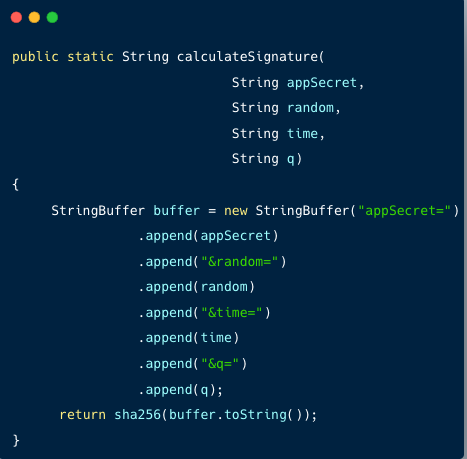 public static String calculateSignature(
String appSecret,
String random,
String time,
String q)
{
StringBuffer buffer = new StringBuffer("appSecret=")
.append(appSecret)
.append("&random=")
.append(random)
.append("&time=")
.append(time)
.append("&q=")
.append(q);
return sha256(buffer.toString());
}